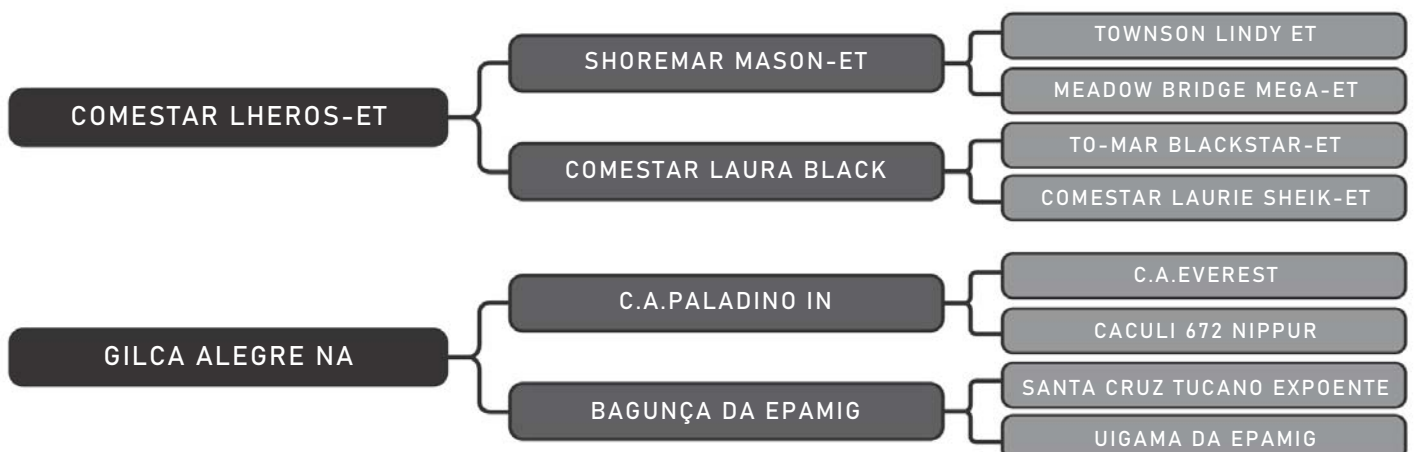 COMESTAR LHEROS-ET
SHOREMAR MASON-ET
TOWNSON LINDY ET
MEADOW BRIDGE MEGA-ET
COMESTAR LAURA BLACK
TO-MAR BLACKSTAR-ET
COMESTAR LAURIE SHEIK-ET
GILCA ALEGRE NA
C.A.PALADINO IN
C.A.EVEREST
CACULI 672 NIPPUR
BAGUNÇA DA EPAMIG
SANTA CRUZ TUCANO EXPOENTE
UIGAMA DA EPAMIG